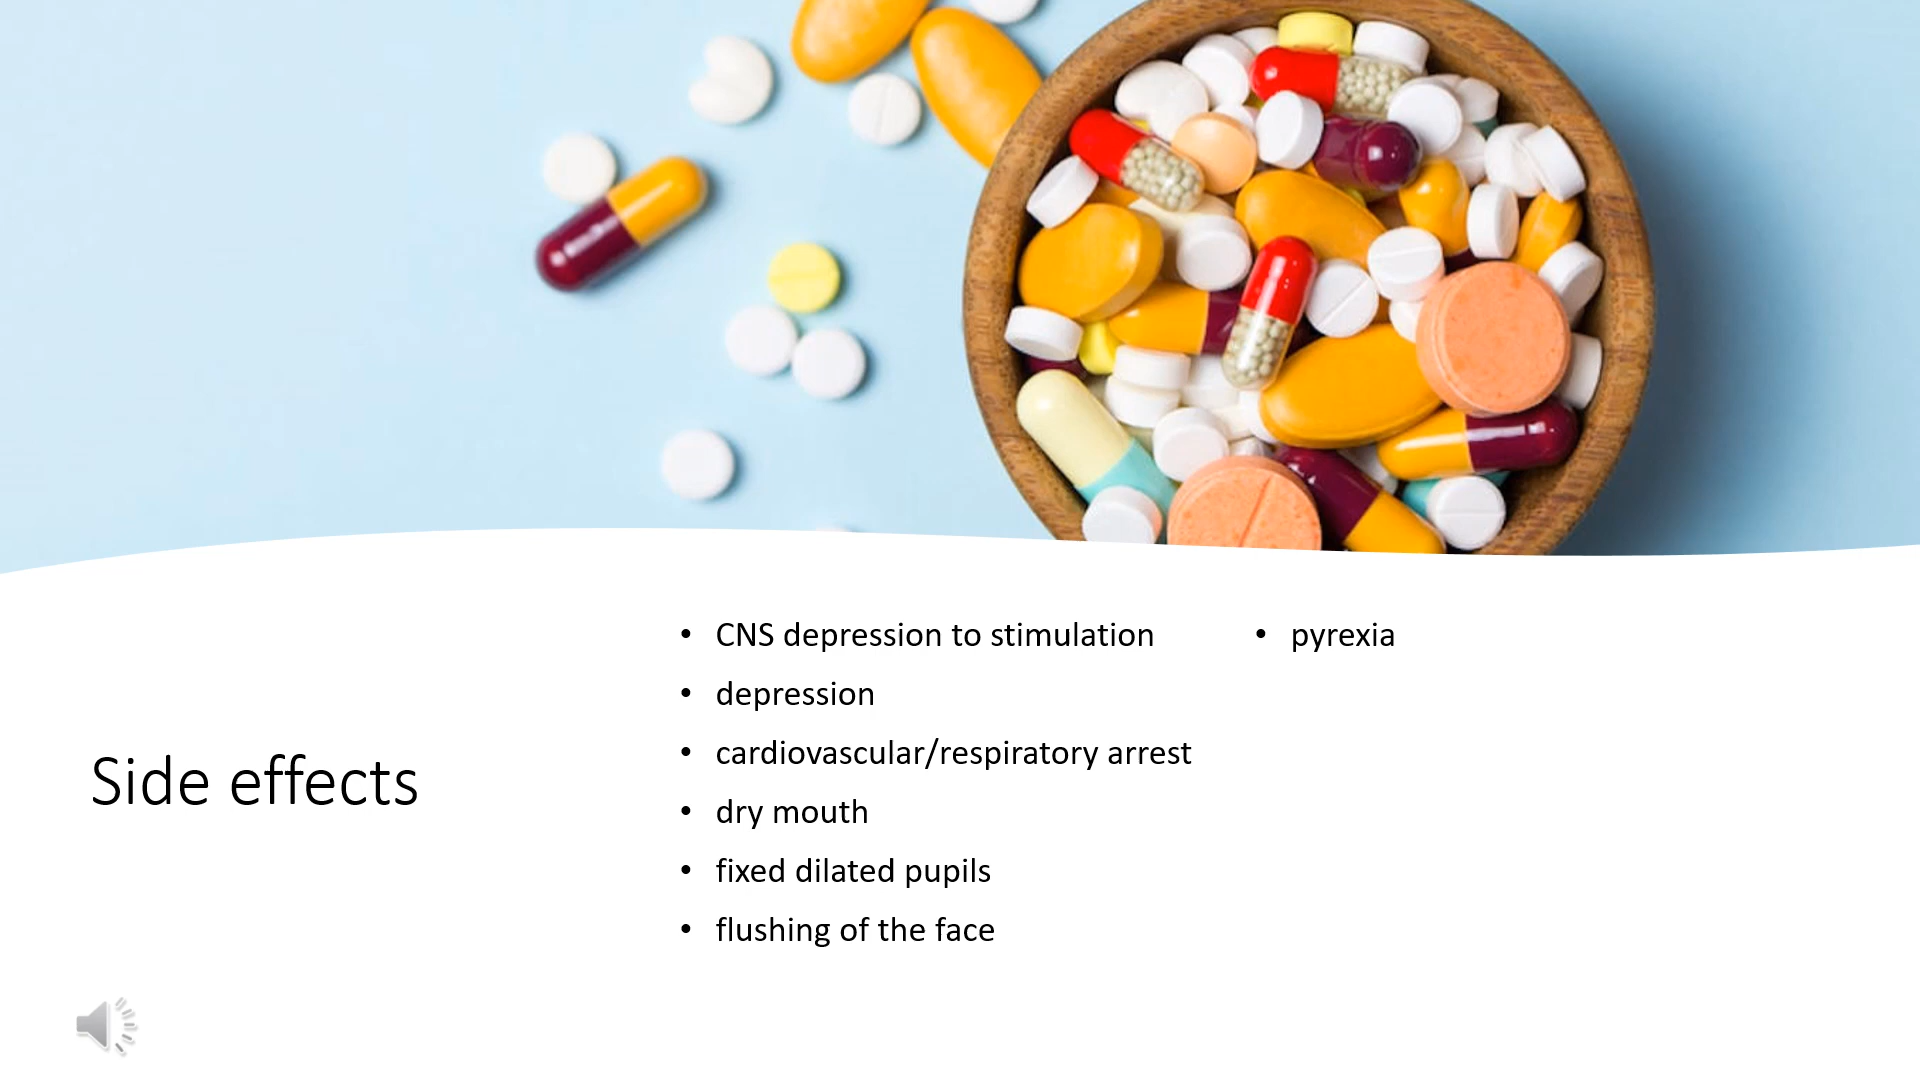 Side effects
CNS depression to stimulation
depression
cardiovascular/respiratory arrest
dry mouth
fixed dilated pupils
flushing of the face
pyrexia